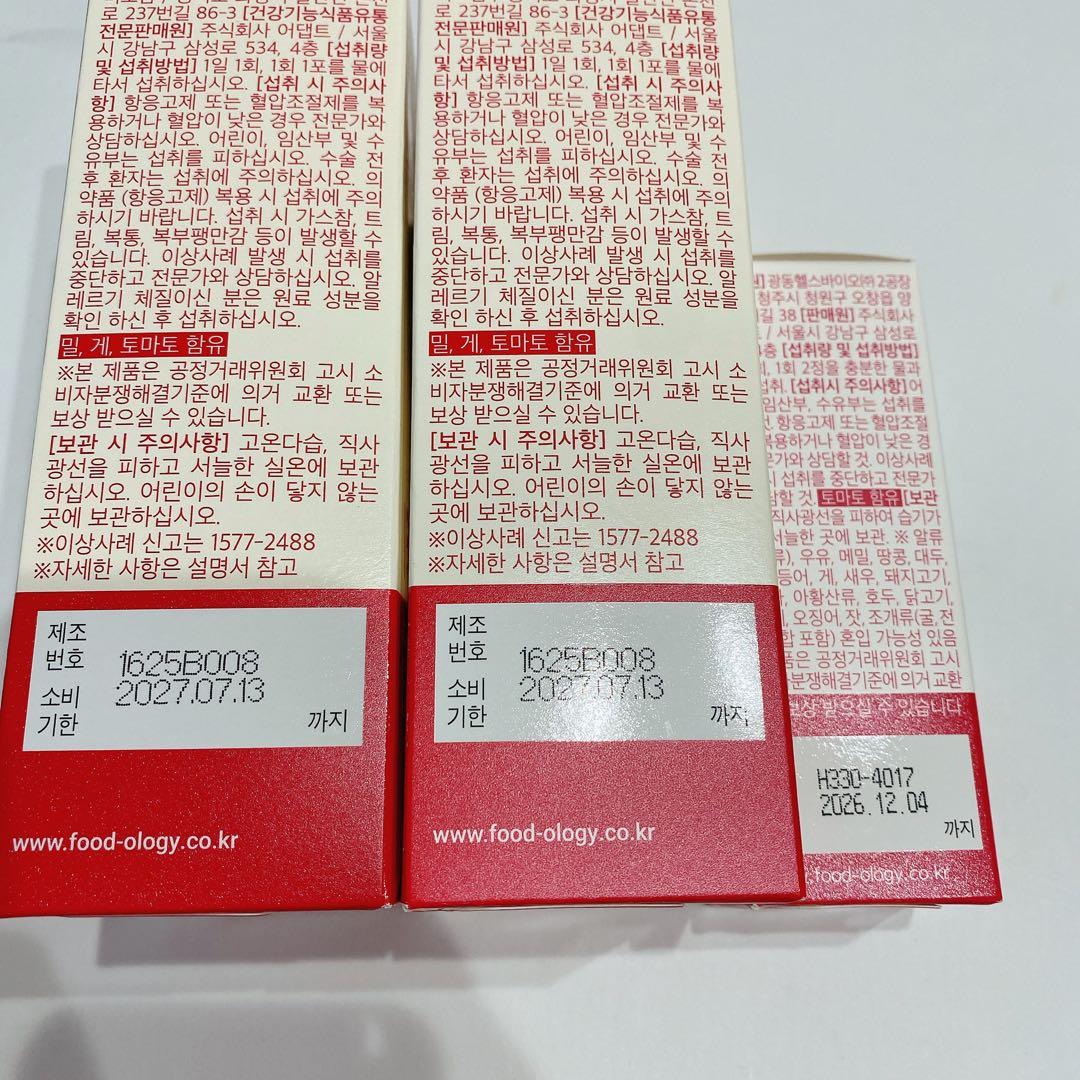 로 237번길 86-3 [건강기능식품유통
전문판매원] 주식회사 어댑트 / 서울
시 강남구 삼성로 534, 4층 [섭취량
및 섭취방법] 1일 1회, 1회 1포를 물에
타서 섭취하십시오. [섭취 시 주의사
항] 항응고제 또는 혈압조절제를 복
용하거나 혈압이 낮은 경우 전문가와
상담하십시오. 어린이, 임산부 및 수
유부는 섭취를 피하십시오. 수술 전
후 환자는 섭취에 주의하십시오. 의
약품 (항응고제) 복용 시 섭취에 주의
하시기 바랍니다. 섭취 시 가스참, 트
림, 복통, 복부팽만감 등이 발생할 수
있습니다. 이상사례 발생 시 섭취를
중단하고 전문가와 상담하십시오. 알
레르기 체질이신 분은 원료 성분을
확인 하신 후 섭취하십시오.
밀, 게, 토마토 함유
※본 제품은 공정거래위원회 고시 소
비자분쟁해결기준에 의거 교환 또는
보상 받으실 수 있습니다.
[보관 시 주의사항] 고온다습, 직사
광선을 피하고 서늘한 실온에 보관
하십시오. 어린이의 손이 닿지 않는
곳에 보관하십시오.
※이상사례 신고는 1577-2488
※자세한 사항은 설명서 참고
제조
번호 1625B008
소비 2027.07.13
기한 까지
www.food-ology.co.kr
로 237번길 86-3 [건강기능식품유통
전문판매원] 주식회사 어댑트 / 서울
시 강남구 삼성로 534, 4층 [섭취량
및 섭취방법] 1일 1회, 1회 1포를 물에
타서 섭취하십시오. [섭취 시 주의사
항] 항응고제 또는 혈압조절제를 복
용하거나 혈압이 낮은 경우 전문가와
상담하십시오. 어린이, 임산부 및 수
유부는 섭취를 피하십시오. 수술 전
후 환자는 섭취에 주의하십시오. 의
약품 (항응고제) 복용 시 섭취에 주의
하시기 바랍니다. 섭취 시 가스참, 트
림, 복통, 복부팽만감 등이 발생할 수
있습니다. 이상사례 발생 시 섭취를
중단하고 전문가와 상담하십시오. 알
레르기 체질이신 분은 원료 성분을
확인 하신 후 섭취하십시오.
밀, 게, 토마토 함유
※본 제품은 공정거래위원회 고시 소
비자분쟁해결기준에 의거 교환 또는
보상 받으실 수 있습니다.
[보관 시 주의사항] 고온다습, 직사
광선을 피하고 서늘한 실온에 보관
하십시오. 어린이의 손이 닿지 않는
곳에 보관하십시오.
※이상사례 신고는 1577-2488
※자세한 사항은 설명서 참고
제조
번호 1625B008
소비 2027.07.13
기한 까지
www.food-ology.co.kr
광동헬스바이오㈜ 2공장
청주시 청원구 오창읍 양
길 38 [판매원] 주식회사
/ 서울시 강남구 삼성로
4층 [섭취량 및 섭취방법]
1회 2정을 충분한 물과
섭취. [섭취시 주의사항] 어
임산부, 수유부는 섭취를
항응고제 또는 혈압조절
복용하거나 혈압이 낮은 경
문가와 상담할 것. 이상사례
시 섭취를 중단하고 전문가
담할 것. 토마토 함유 [보관
직사광선을 피하여 습기가
서늘한 곳에 보관. ※ 알류
우유, 메밀, 땅콩, 대두,
등어, 게, 새우, 돼지고기,
아황산류, 호두, 닭고기,
오징어, 잣, 조개류(굴, 전
합 포함) 혼입 가능성 있음
품은 공정거래위원회 고시
분쟁해결기준에 의거 교환
보상 받으실 수 있습니다.
H330-4017
2026.12.04
까지
food-ology.co.kr